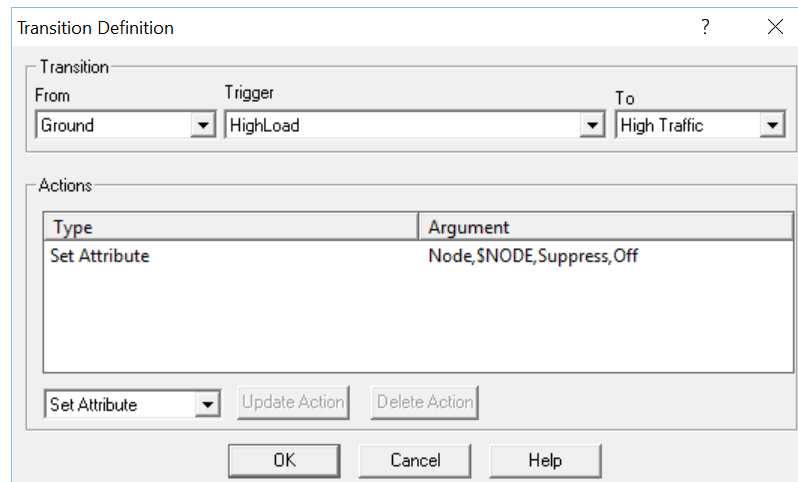 Transition Definition ?
Transition
From Trigger To
Ground HighLoad High Traffic
Actions
Type Argument
Set Attribute Node,$NODE,Suppress,Off
Set Attribute Update Action Delete Action
OK Cancel Help